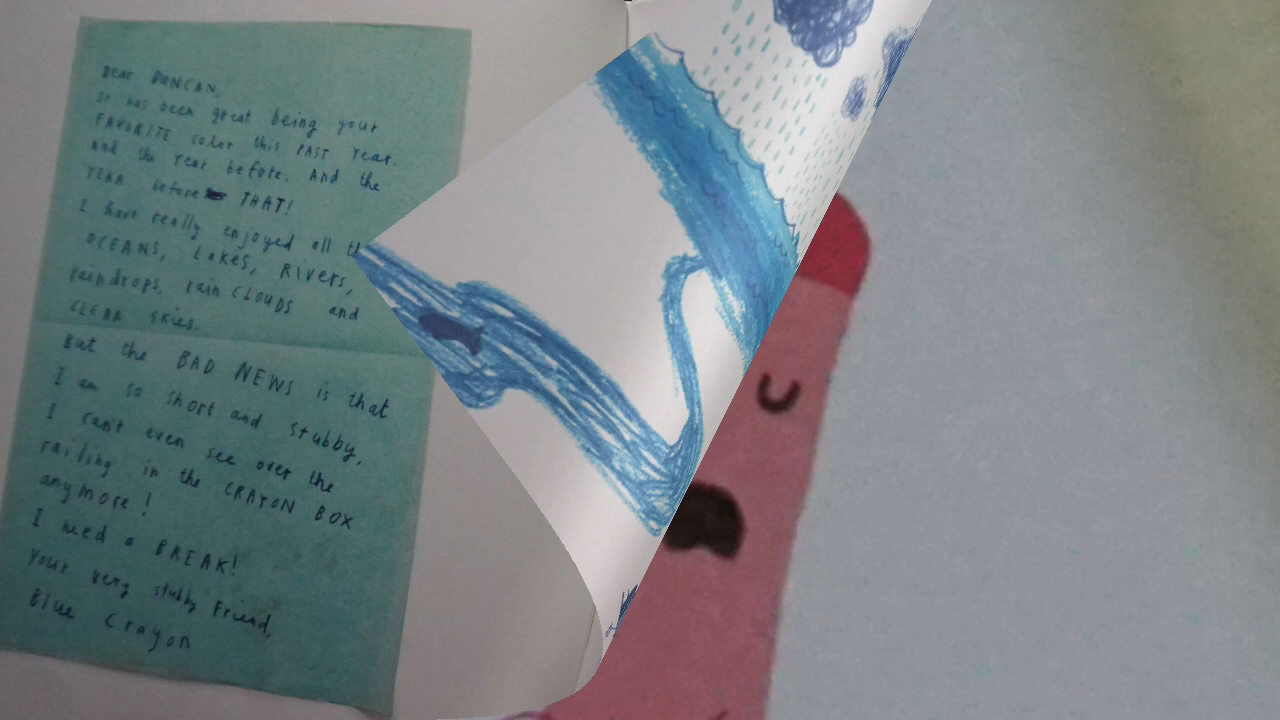 Dear DUNCAN,
It has been great being your
FAVORITE color this PAST year.
and the year before. And the
YEAR before THAT!
I have really enjoyed all
OCEANS, Lakes, RIVers,
raindrops, rain CLOUDS and
CLEAR skies.
But the BAD NEWS is that
I am so short and stubby,
I can't even see over the
railing in the CRAYON BOX
anymore!
I need a BREAK!
Your very stubby Friend,
Blue Crayon